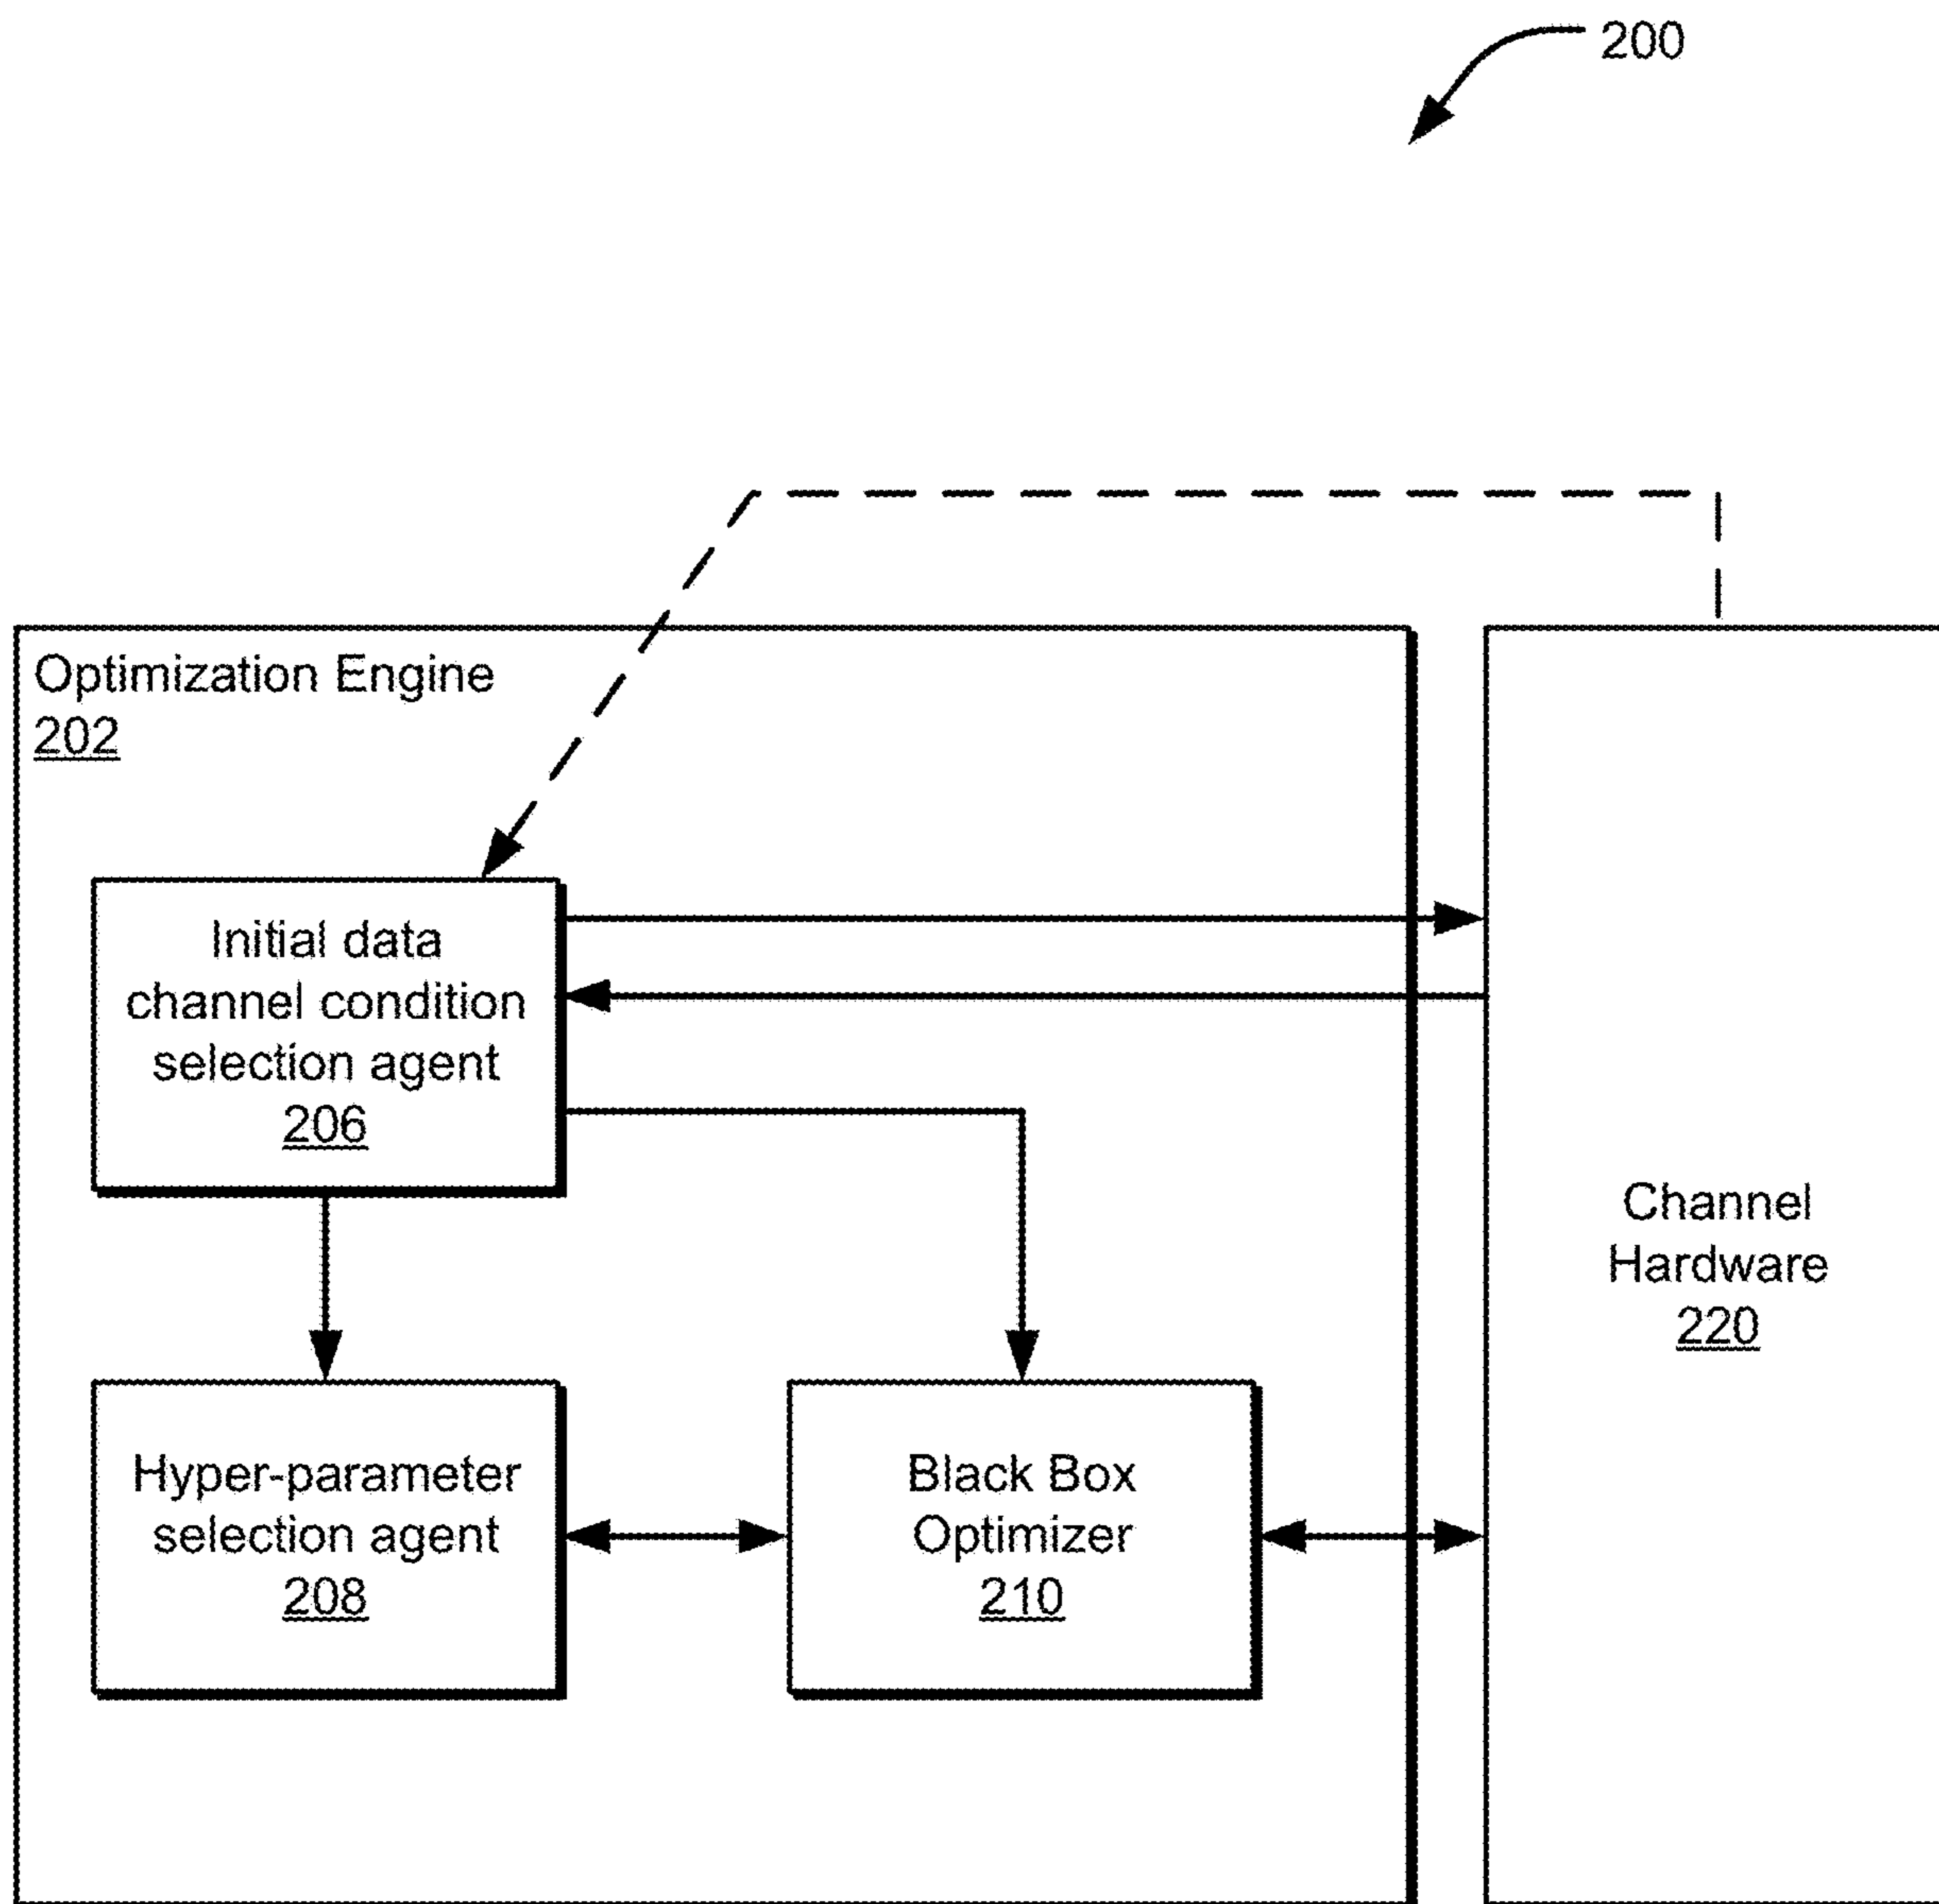 200
Optimization Engine
202
Initial data
channel condition
selection agent
206
Channel
Hardware
220
Hyper-parameter
selection agent
208
Black Box
Optimizer
210